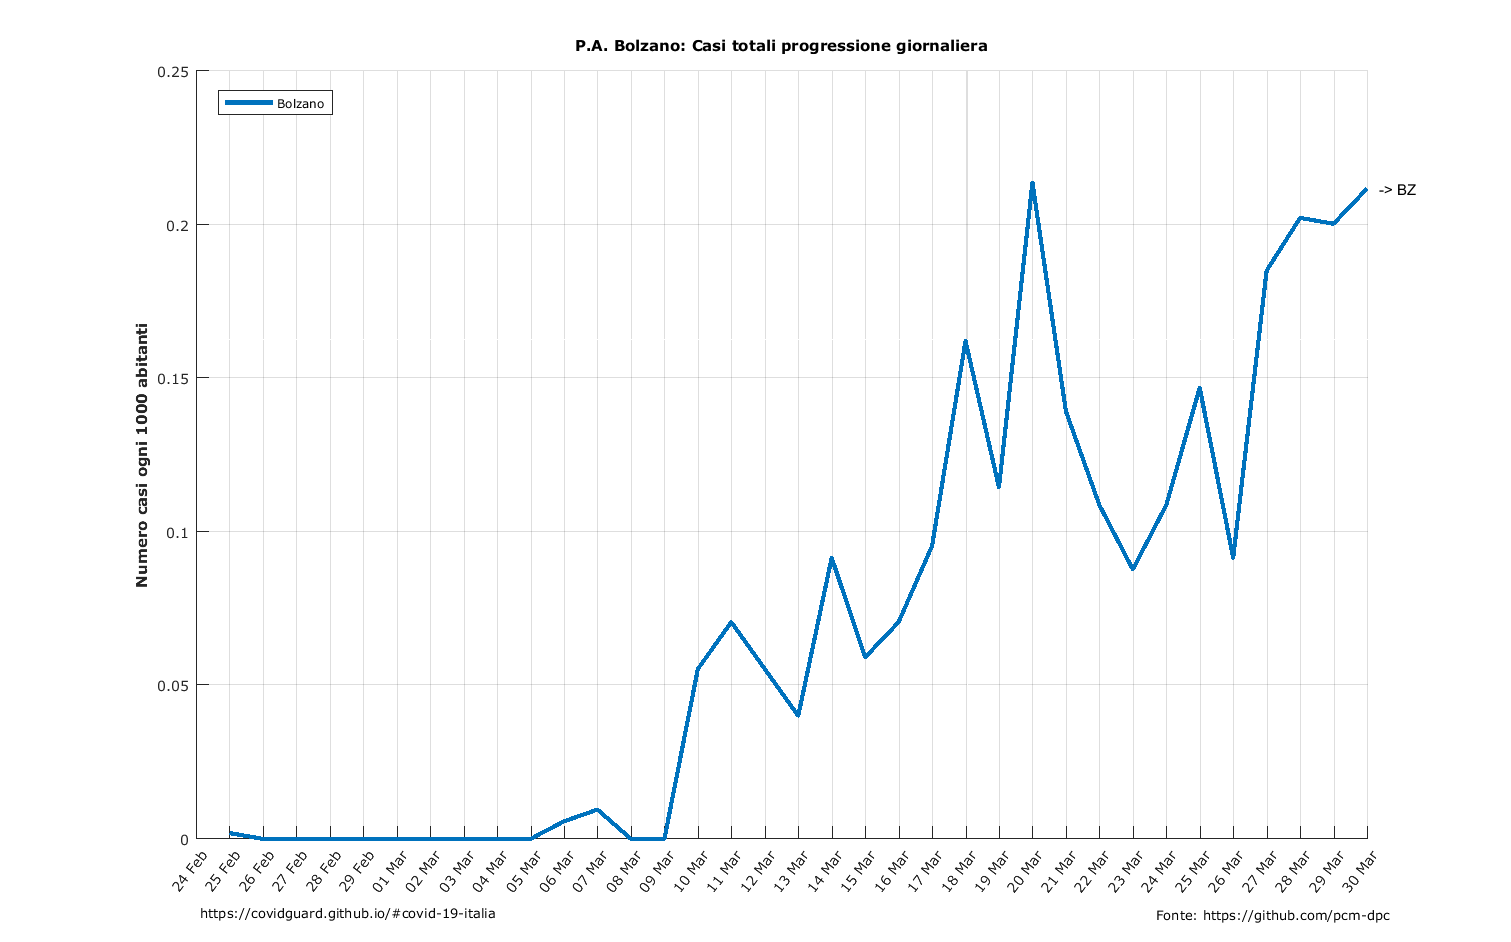 P.A. Bolzano: Casi totali progressione giornaliera
0.25
Bolzano
-> BZ
0.2
0.15
0.1
0.05
0
Numero casi ogni 1000 abitanti
24 Feb
25 Feb
26 Feb
27 Feb
28 Feb
29 Feb
01 Mar
02 Mar
03 Mar
04 Mar
05 Mar
06 Mar
07 Mar
08 Mar
09 Mar
10 Mar
11 Mar
12 Mar
13 Mar
14 Mar
15 Mar
16 Mar
17 Mar
18 Mar
19 Mar
20 Mar
21 Mar
22 Mar
23 Mar
24 Mar
25 Mar
26 Mar
27 Mar
28 Mar
29 Mar
30 Mar
https://covidguard.github.io/#covid-19-italia
Fonte: https://github.com/pcm-dpc